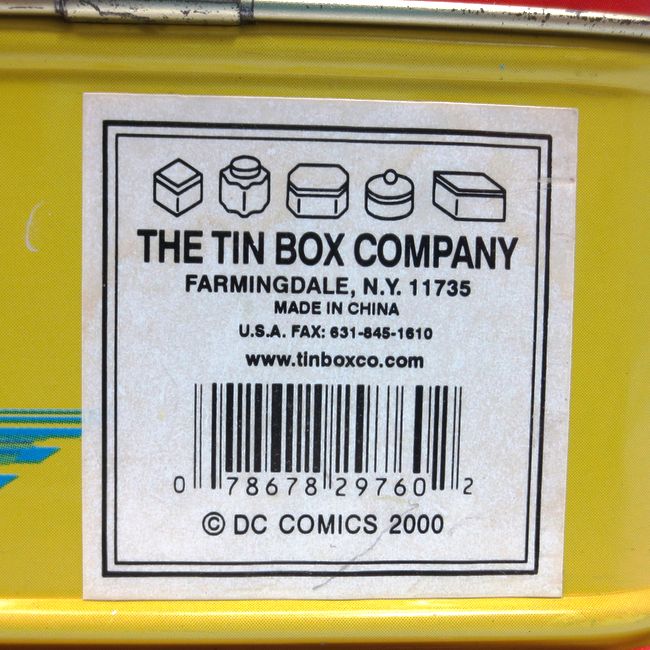 THE TIN BOX COMPANY
FARMINGDALE, N.Y. 11735
MADE IN CHINA
U.S.A. FAX: 631-845-1610
www.tinboxco.com
0 78678 29760 2
© DC COMICS 2000